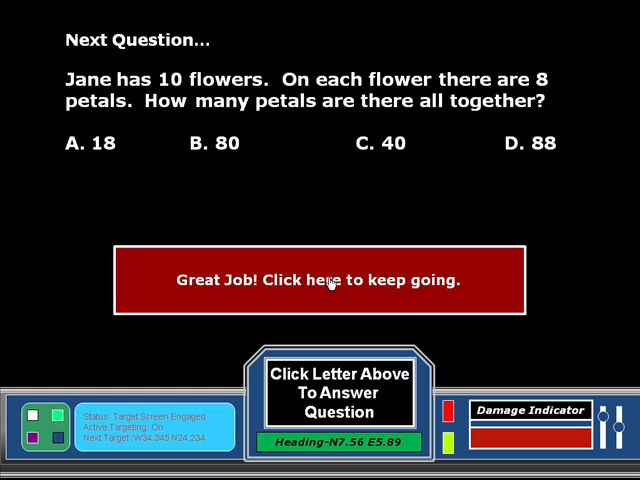 Next Question...
Jane has 10 flowers. On each flower there are 8
petals. How many petals are there all together?
A. 18 B. 80 C. 40 D. 88
Great Job! Click here to keep going.
Click Letter Above
To Answer
Question
Heading-N7.56 E5.89
Status: Target Screen Engaged
Active Targeting: On
Next Target :W34.345 N24.234
Damage Indicator